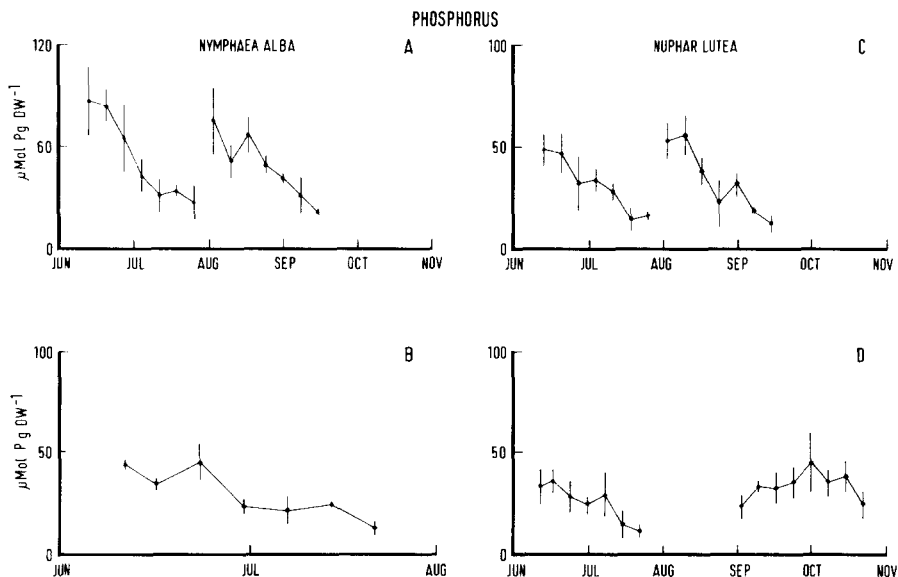 PHOSPHORUS
NYMPHAEA ALBA
A
NUPHAR LUTEA
C
µMol Pg DW⁻¹
120
60
0
JUN JUL AUG SEP OCT NOV
100
50
0
JUN JUL AUG SEP OCT NOV
B
D
µMol Pg DW⁻¹
100
50
0
JUN JUL AUG
100
50
0
JUN JUL AUG SEP OCT NOV